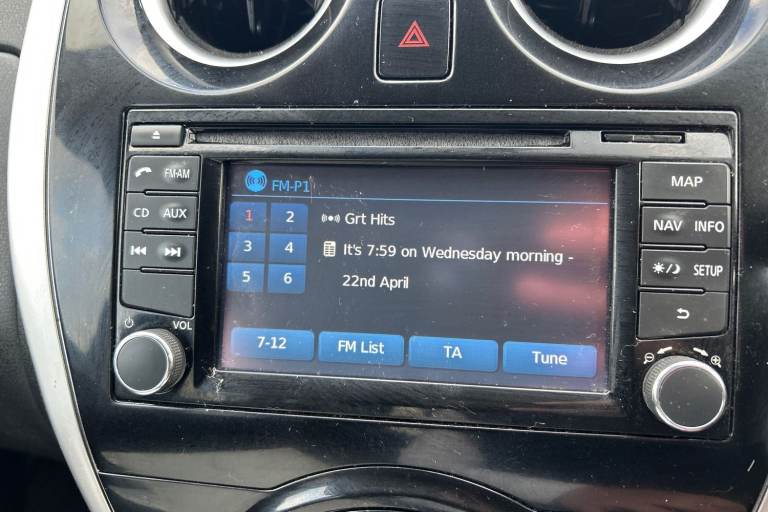 FM-AM
CD AUX
VOL
FM-P1
1 2
3 4
5 6
Grt Hits
It's 7:59 on Wednesday morning -
22nd April
7-12 FM List TA Tune
MAP
NAV INFO
SETUP